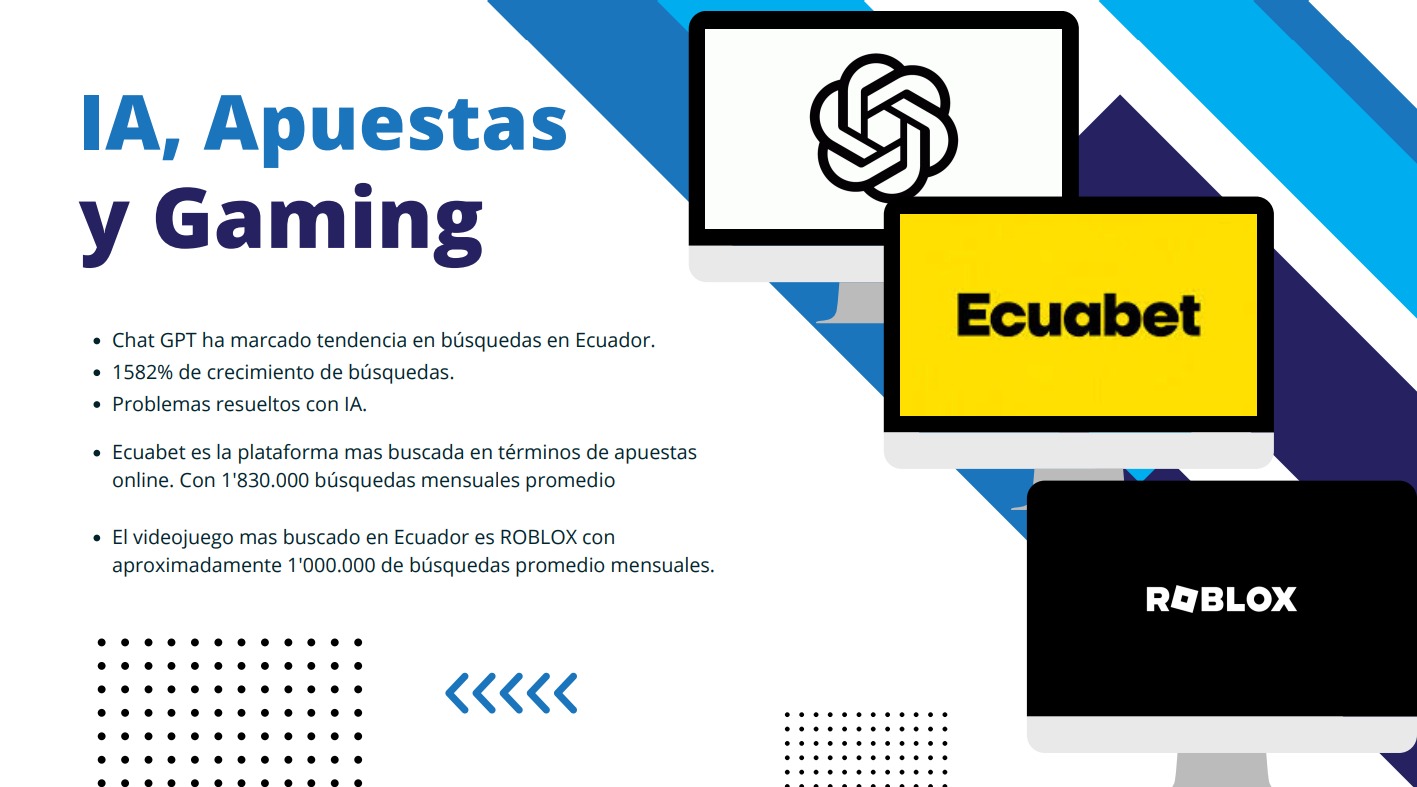 IA, Apuestas
y Gaming
Chat GPT ha marcado tendencia en búsquedas en Ecuador.
1582% de crecimiento de búsquedas.
Problemas resueltos con IA.
Ecuabet es la plataforma mas buscada en términos de apuestas
online. Con 1'830.000 búsquedas mensuales promedio
El videojuego mas buscado en Ecuador es ROBLOX con
aproximadamente 1'000.000 de búsquedas promedio mensuales.
Ecuabet
ROBLOX